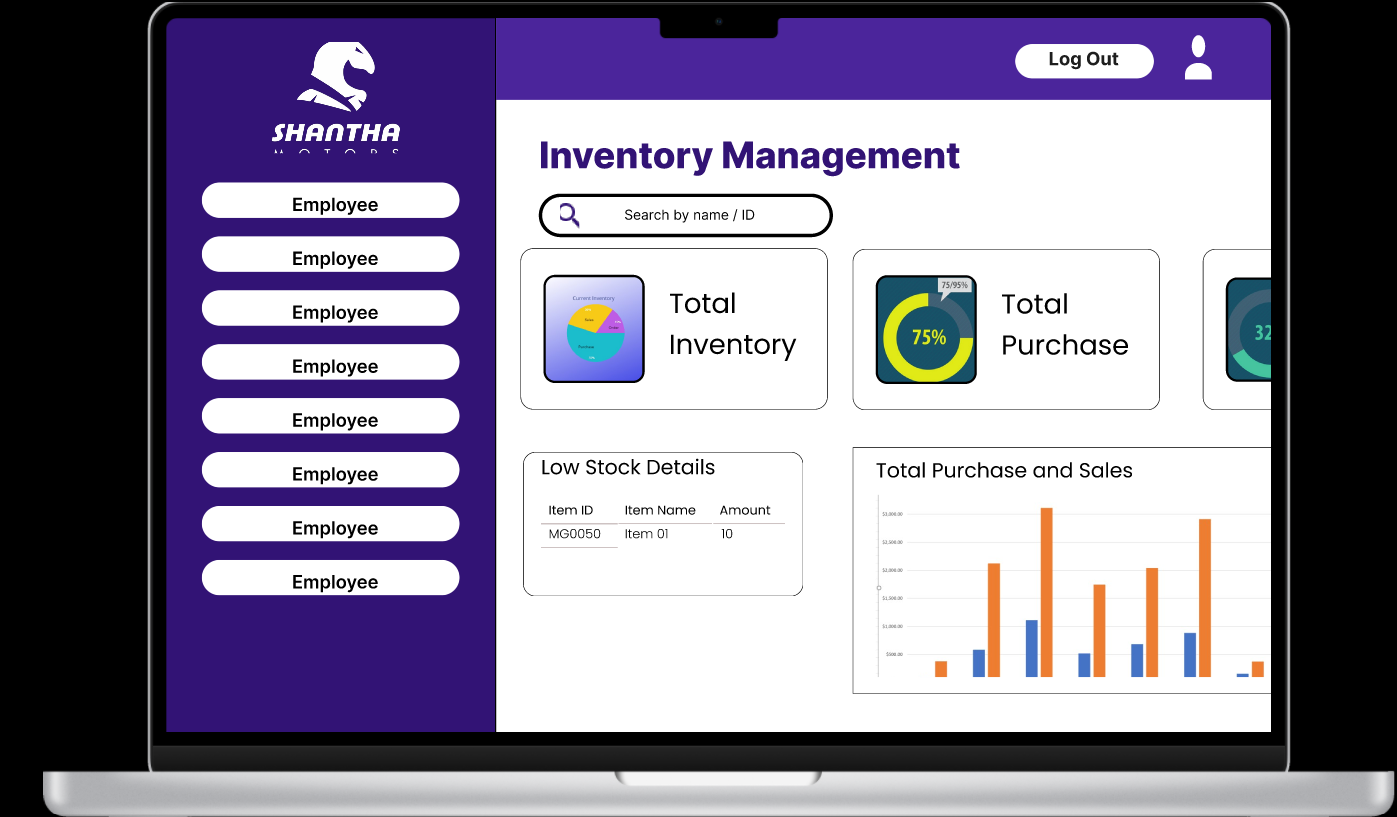 SHANTHA
MOTORS
Employee
Employee
Employee
Employee
Employee
Employee
Employee
Employee
Log Out
Inventory Management
Search by name / ID
Current Inventory
Sales
Order
Purchase
Total
Inventory
75/95%
75%
Total
Purchase
32
Low Stock Details
Item ID Item Name Amount
MG0050 Item 01 10
Total Purchase and Sales
$3,000.00
$2,500.00
$2,000.00
$1,500.00
$1,000.00
$500.00